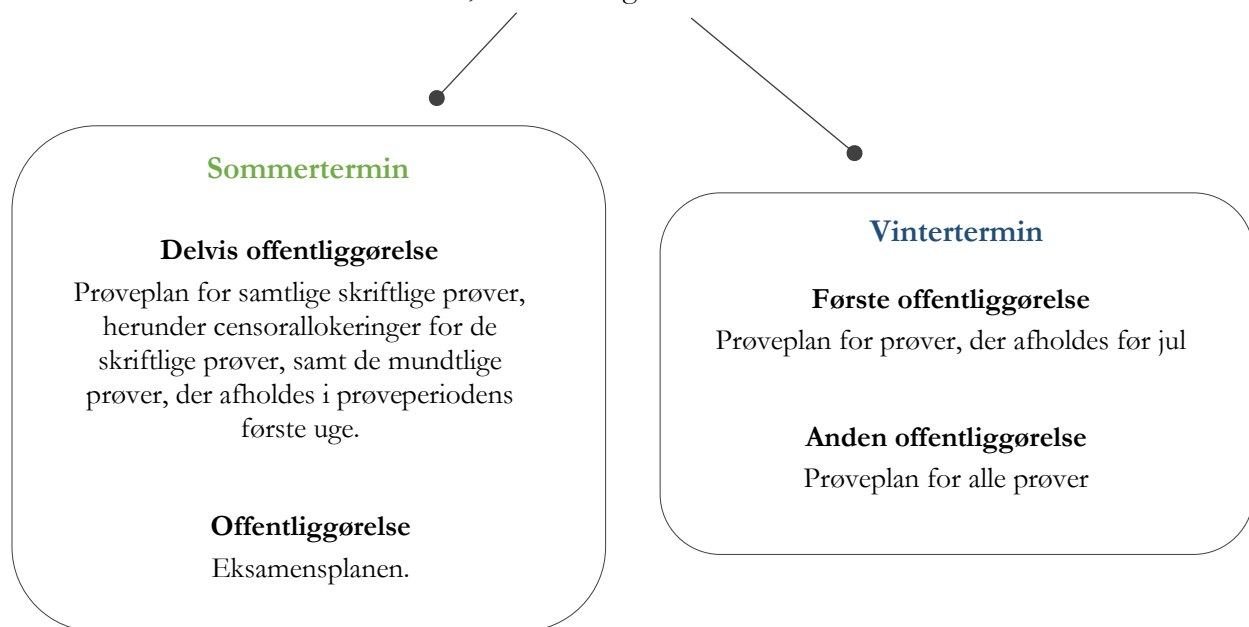 Sommertermin
Delvis offentliggørelse
Prøveplan for samtlige skriftlige prøver,
herunder censorallokeringer for de
skriftlige prøver, samt de mundtlige
prøver, der afholdes i prøveperiodens
første uge.
Offentliggørelse
Eksamensplanen.
Vintertermin
Første offentliggørelse
Prøveplan for prøver, der afholdes før jul
Anden offentliggørelse
Prøveplan for alle prøver